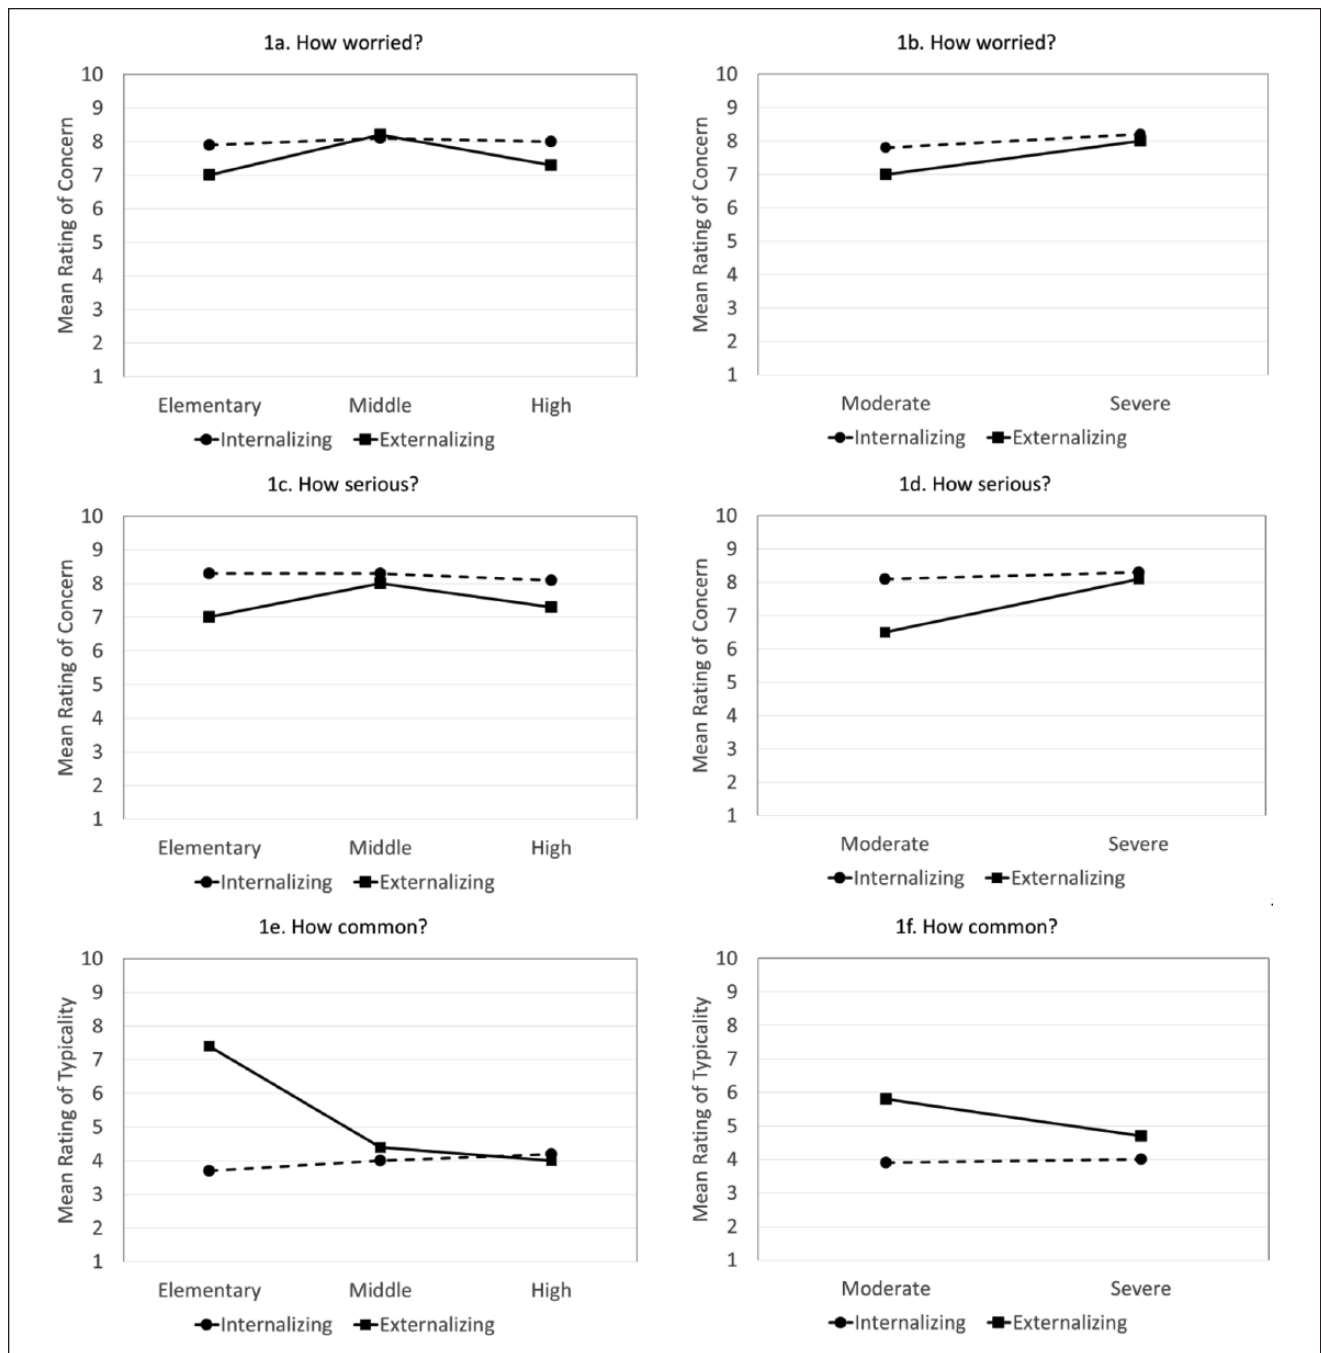 1a. How worried?
Mean Rating of Concern
10
9
8
7
6
5
4
3
2
1
Elementary Middle High
Internalizing Externalizing
1b. How worried?
Mean Rating of Concern
10
9
8
7
6
5
4
3
2
1
Moderate Severe
Internalizing Externalizing
1c. How serious?
Mean Rating of Concern
10
9
8
7
6
5
4
3
2
1
Elementary Middle High
Internalizing Externalizing
1d. How serious?
Mean Rating of Concern
10
9
8
7
6
5
4
3
2
1
Moderate Severe
Internalizing Externalizing
1e. How common?
Mean Rating of Typicality
10
9
8
7
6
5
4
3
2
1
Elementary Middle High
Internalizing Externalizing
1f. How common?
Mean Rating of Typicality
10
9
8
7
6
5
4
3
2
1
Moderate Severe
Internalizing Externalizing